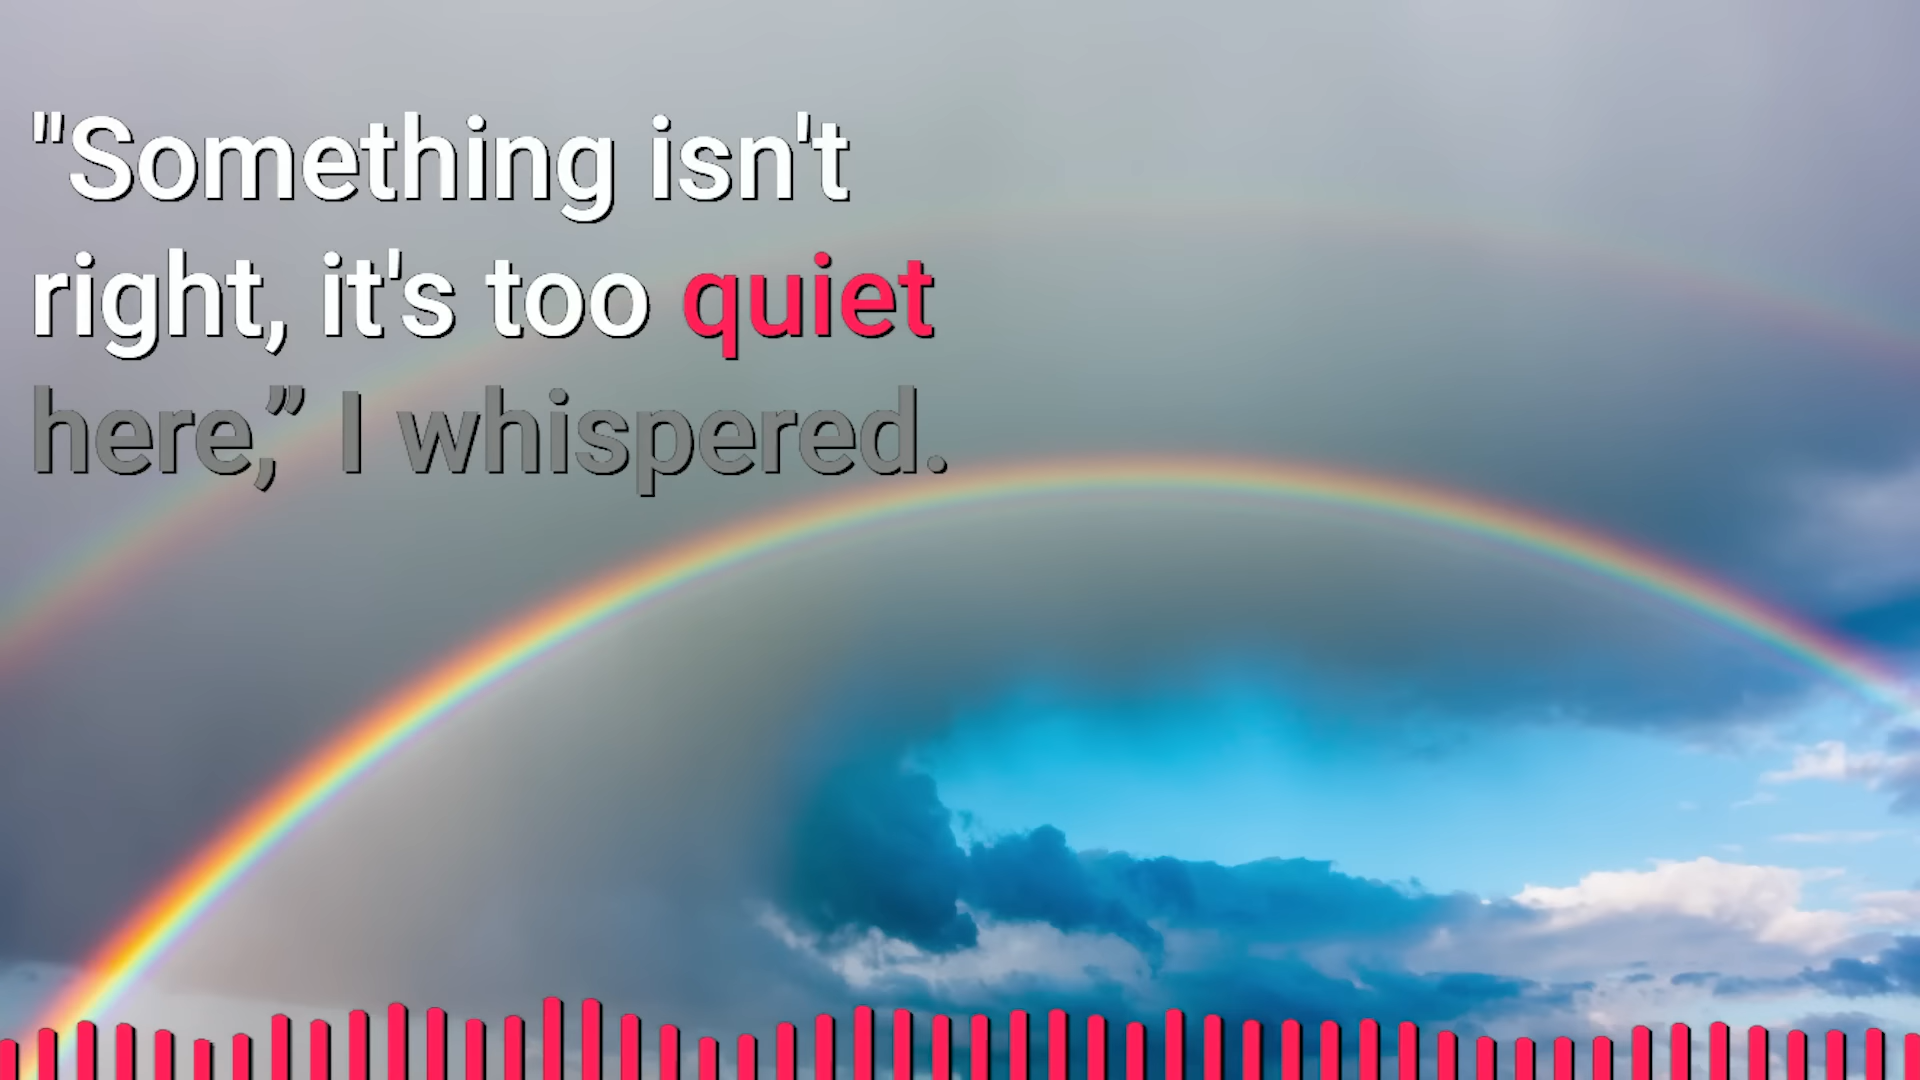 "Something isn't
right, it's too quiet
here,” I whispered.